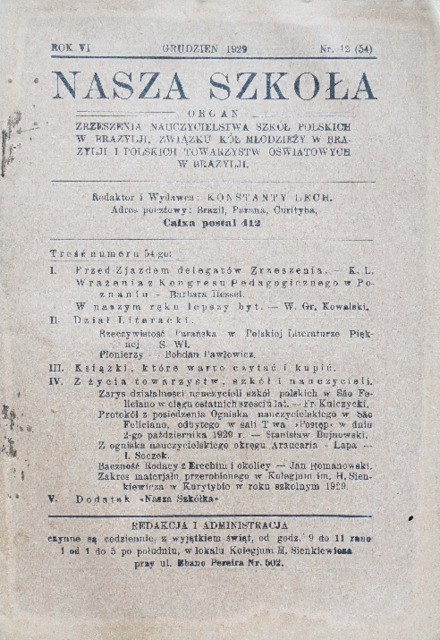 ROK VI GRUDZIEŃ 1929 Nr. 12 (54)
NASZA SZKOŁA
ORGAN
ZRZESZENIA NAUCZYCIELSTWA SZKÓŁ POLSKICH
W BRAZYLJI, ZWIĄZKU KÓŁ MŁODZIEŻY W BRA-
ZYLJI I POLSKICH TOWARZYSTW OŚWIATOWYCH
W BRAZYLJI.
Redaktor i Wydawca: KONSTANTY LECH.
Adres pocztowy: Brazil, Parana, Curityba,
Caixa postal 412
Treść numeru 54-go:
I. Przed Zjazdem delegatów Zrzeszenia. — K. L.
Wrażenia z Kongresu Pedagogicznego w Po-
znaniu - Barbara Hessel.
W naszym ręku lepszy byt. — W. Gr. Kowalski.
II. Dział Literacki.
Rzeczywistość Parańska w Polskiej Literaturze Pięk-
nej S. Wł.
Plonierzy Bohdan Pawłowicz.
III. Książki, które warto czytać i kupić.
IV. Z życia towarzystw, szkół i nauczycieli.
Zarys działalności nauczycieli szkół polskich w São Fe-
liciano w ciągu ostatnich sześciu lat. — Fr. Kulczycki.
Protokół z posiedzenia Ogniska nauczycielskiego w São
Feliciano, odbytego w sali T-wa «Postęp» w dniu
2-go października 1929 r. — Stanisław Bujnowski.
Z ogniska nauczycielskiego okręgu Araucaria - Lapa —
I. Soczek.
Baczność Rodacy z Erechim i okolicy — Jan Romanowski.
Zakres materjału przerobionego w Kolegium im. H. Sien-
kiewicza w Kurytybie w roku szkolnym 1929.
V. Dodatek «Nasza Szkółka»
REDAKCJA I ADMINISTRACJA
czynne są codziennie, z wyjątkiem świąt, od godz. 9 do 11 rano
i od 1 do 5 po południu, w lokalu Kolegjum H. Sienkiewicza
przy ul. Ebano Pereira Nr. 502.